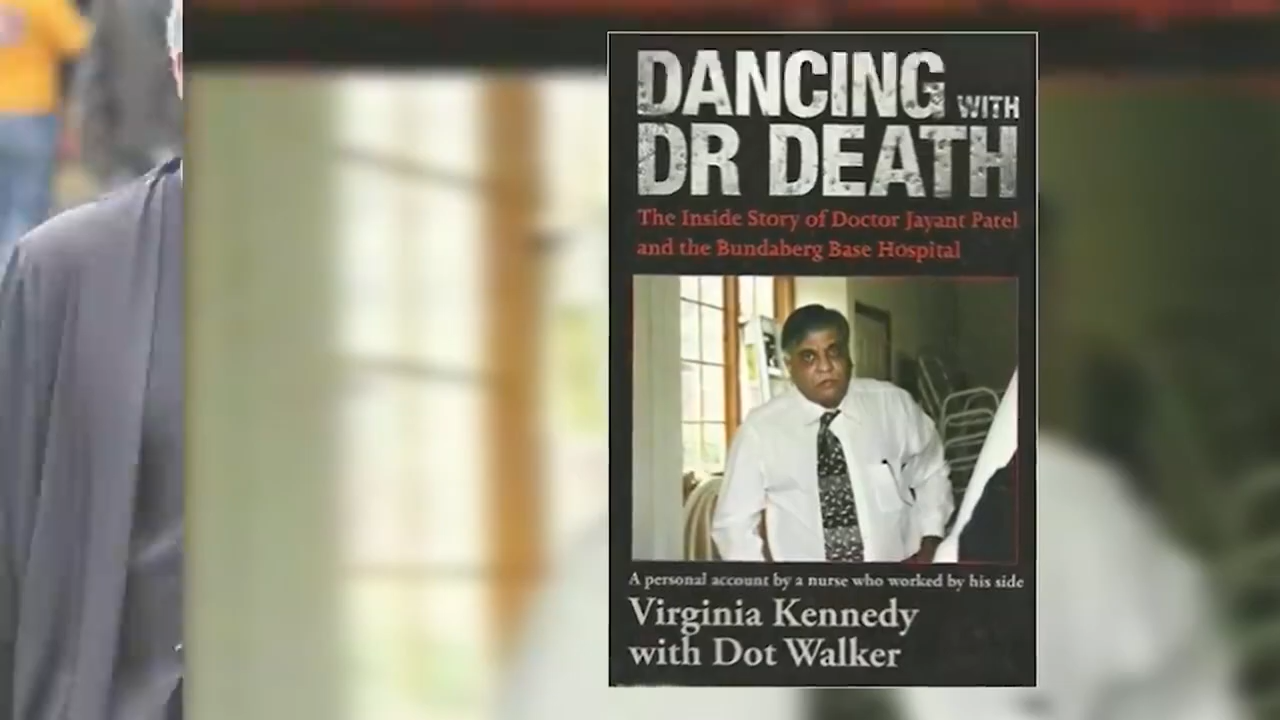 DANCING WITH
DR DEATH
The Inside Story of Doctor Jayant Patel
and the Bundaberg Base Hospital
A personal account by a nurse who worked by his side
Virginia Kennedy
with Dot Walker